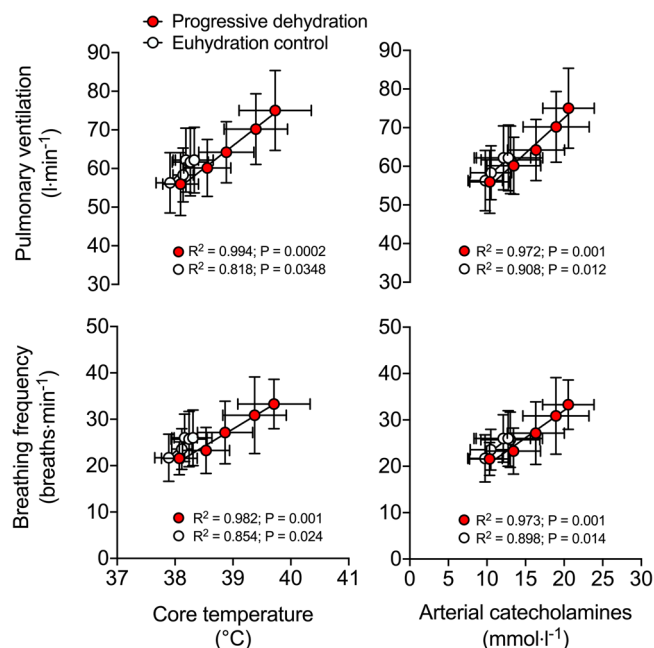 Progressive dehydration
Euhydration control
Pulmonary ventilation
(l·min⁻¹)
90
80
70
60
50
40
30
R² = 0.994; P = 0.0002
R² = 0.818; P = 0.0348
90
80
70
60
50
40
30
R² = 0.972; P = 0.001
R² = 0.908; P = 0.012
Breathing frequency
(breaths·min⁻¹)
50
40
30
20
10
0
R² = 0.982; P = 0.001
R² = 0.854; P = 0.024
37 38 39 40 41
Core temperature
(°C)
50
40
30
20
10
0
R² = 0.973; P = 0.001
R² = 0.898; P = 0.014
0 5 10 15 20 25 30
Arterial catecholamines
(mmol·l⁻¹)